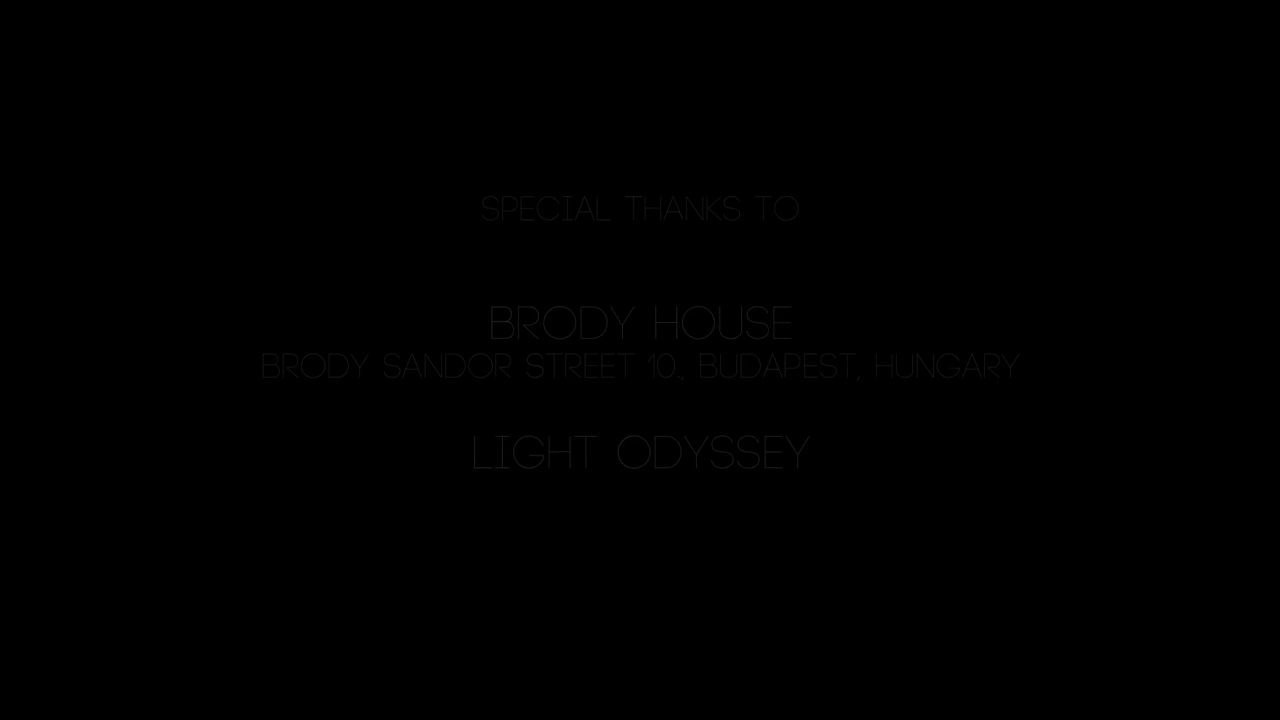 SPECIAL THANKS TO
BRODY HOUSE
BRODY SANDOR STREET 10., BUDAPEST, HUNGARY
LIGHT ODYSSEY